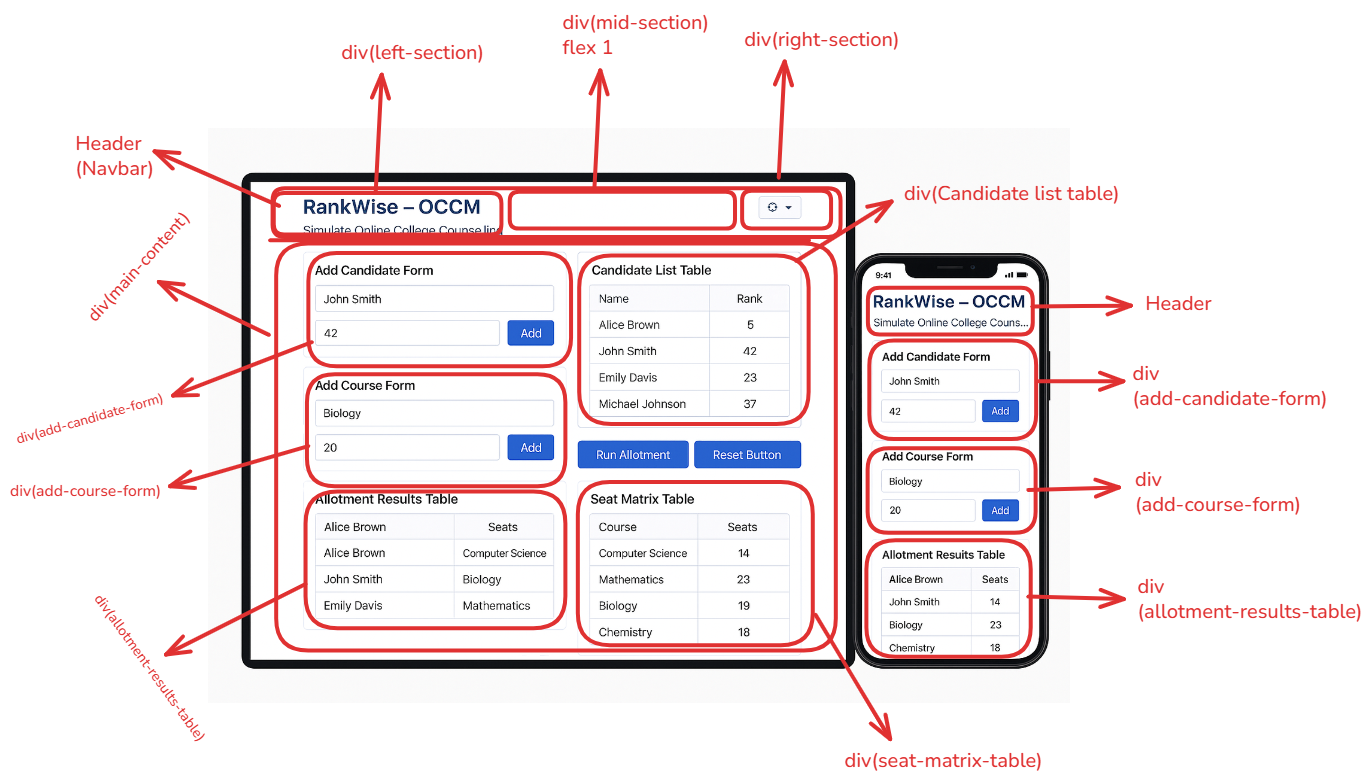 div(left-section)
div(mid-section)
flex 1
div(right-section)
Header
(Navbar)
div(main-content)
div(add-candidate-form)
div(add-course-form)
div(allotment-results-table)
RankWise – OCCM
Simulate Online College Counseling
Add Candidate Form
John Smith
42
Add
Add Course Form
Biology
20
Add
Allotment Results Table
Alice Brown Seats
Alice Brown Computer Science
John Smith Biology
Emily Davis Mathematics
Candidate List Table
Name Rank
Alice Brown 5
John Smith 42
Emily Davis 23
Michael Johnson 37
Run Allotment Reset Button
Seat Matrix Table
Course Seats
Computer Science 14
Mathematics 23
Biology 19
Chemistry 18
div(Candidate list table)
div(seat-matrix-table)
9:41
RankWise – OCCM
Simulate Online College Couns...
Add Candidate Form
John Smith
42 Add
Add Course Form
Biology
20 Add
Allotment Results Table
Alice Brown Seats
John Smith 14
Biology 23
Chemistry 18
Header
div
(add-candidate-form)
div
(add-course-form)
div
(allotment-results-table)